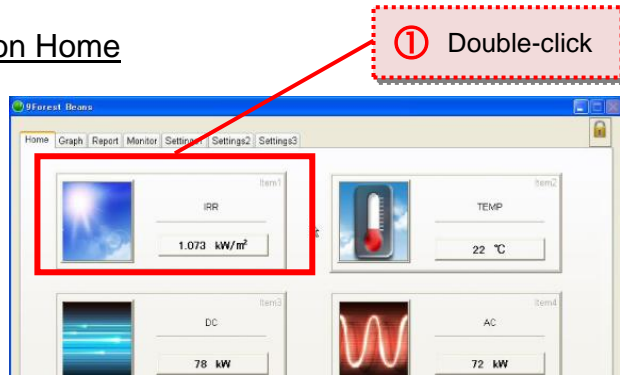 on Home
① Double-click
9Forest Beans
Home Graph Report Monitor Settings1 Settings2 Settings3
Item1
IRR
1.073 kW/m²
Item2
TEMP
22 ℃
Item3
DC
78 kW
Item4
AC
72 kW